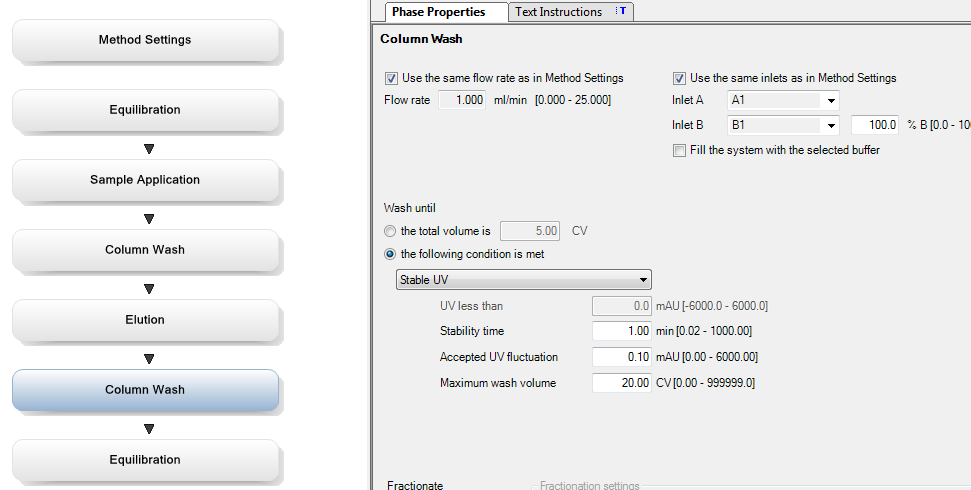 Method Settings
Equilibration
Sample Application
Column Wash
Elution
Column Wash
Equilibration
Phase Properties
Text Instructions T
Column Wash
Use the same flow rate as in Method Settings
Flow rate 1.000 ml/min [0.000 - 25.000]
Use the same inlets as in Method Settings
Inlet A A1
Inlet B B1 100.0 % B [0.0 - 10
Fill the system with the selected buffer
Wash until
the total volume is 5.00 CV
the following condition is met
Stable UV
UV less than 0.0 mAU [-6000.0 - 6000.0]
Stability time 1.00 min [0.02 - 1000.00]
Accepted UV fluctuation 0.10 mAU [0.00 - 6000.00]
Maximum wash volume 20.00 CV [0.00 - 999999.0]
Fractionate Fractionation settings